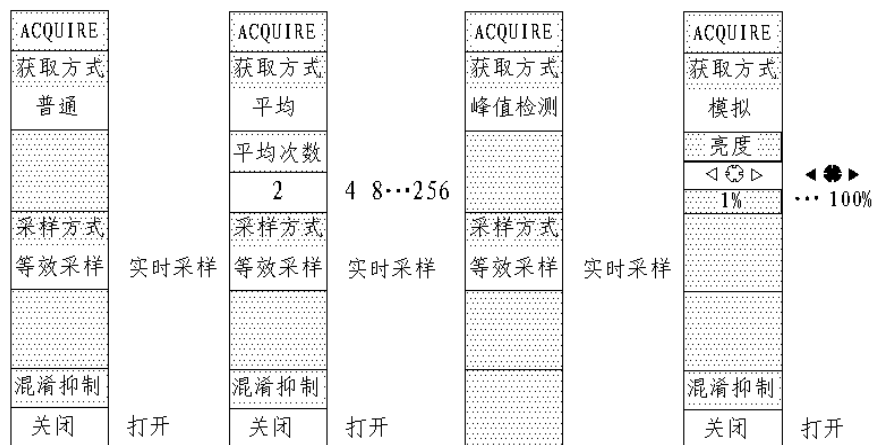 ACQUIRE
获取方式
普通
采样方式
等效采样 实时采样
混淆抑制
关闭 打开
ACQUIRE
获取方式
平均
平均次数
2 4 8···256
采样方式
等效采样 实时采样
混淆抑制
关闭 打开
ACQUIRE
获取方式
峰值检测
采样方式
等效采样 实时采样
ACQUIRE
获取方式
模拟
亮度
1% ··· 100%
混淆抑制
关闭 打开